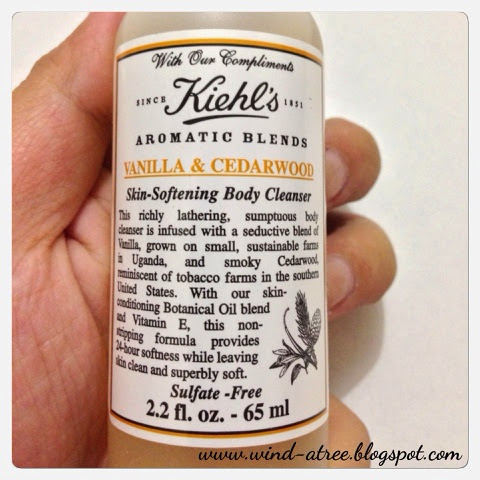 With Our Compliments
SINCE Kiehl's 1851
AROMATIC BLENDS
VANILLA & CEDARWOOD
Skin-Softening Body Cleanser
This richly lathering, sumptuous body
cleanser is infused with a seductive blend of
Vanilla, grown on small, sustainable farms
in Uganda, and smoky Cedarwood,
reminiscent of tobacco farms in the southern
United States. With our skin-
conditioning Botanical Oil blend
and Vitamin E, this non-
stripping formula provides
24-hour softness while leaving
skin clean and superbly soft.
Sulfate -Free
2.2 fl. oz. - 65 ml
www.wind-atree.blogspot.com